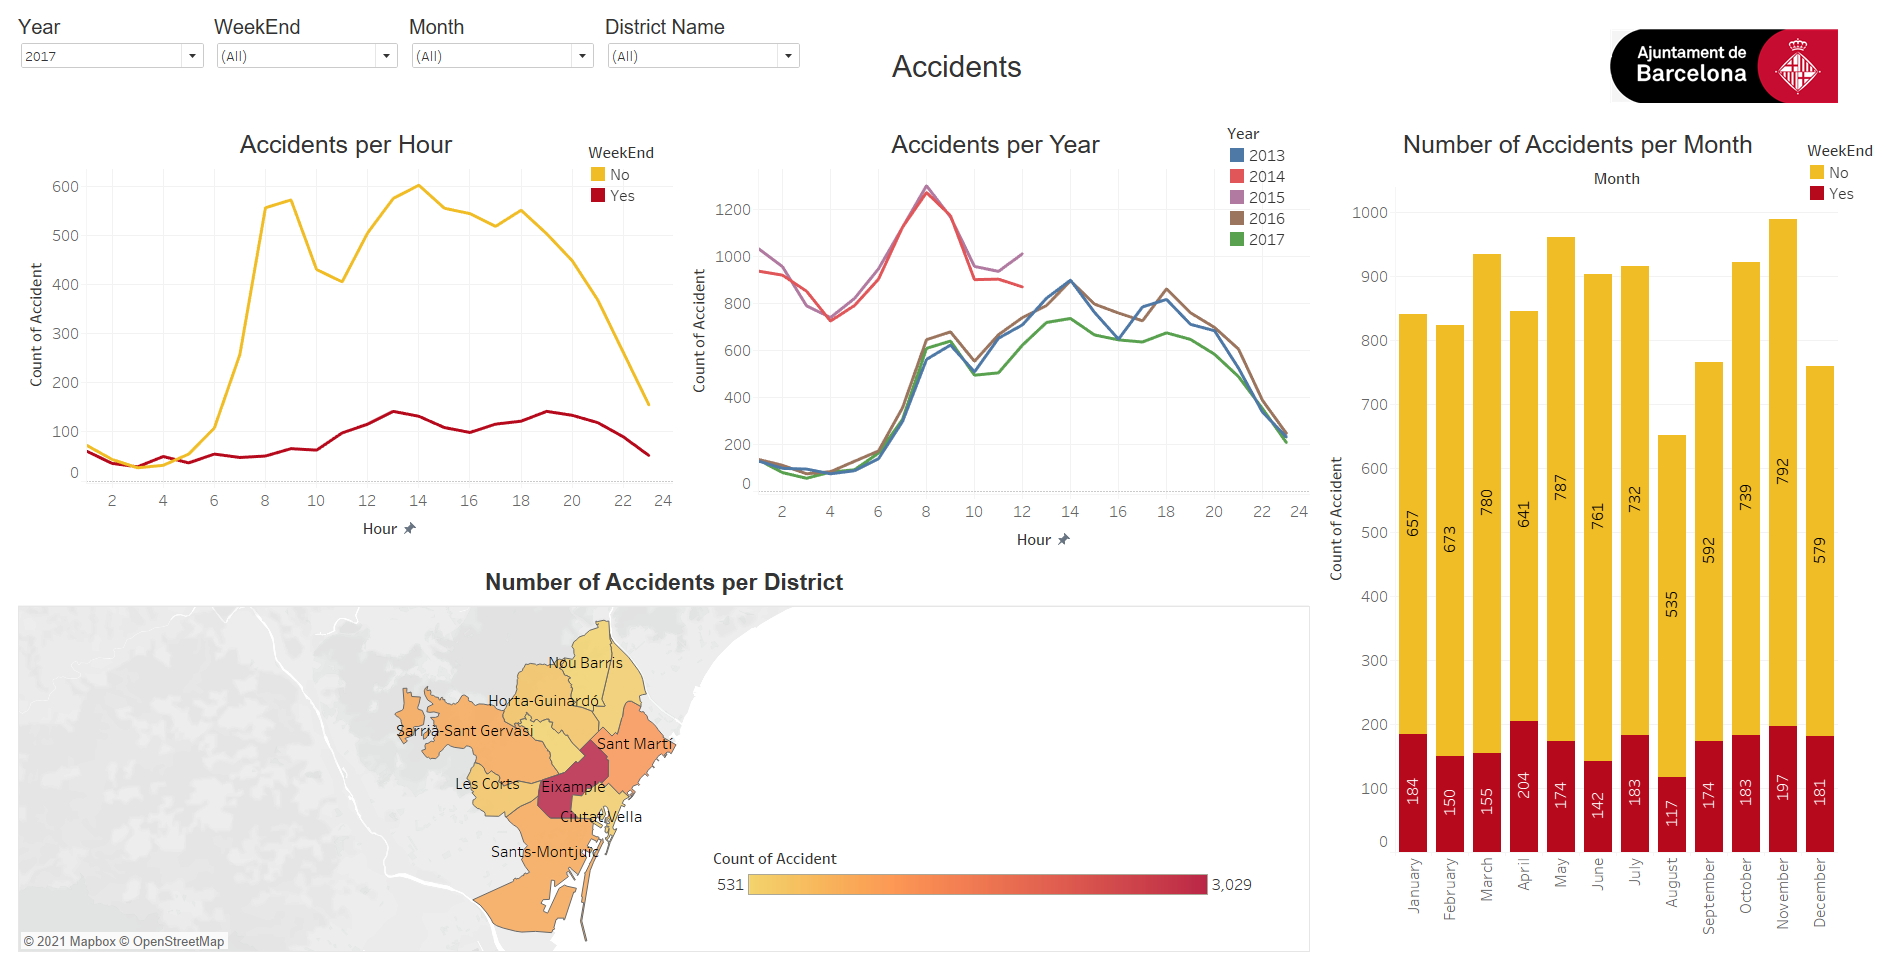 Year
WeekEnd
Month
District Name
2017
(All)
(All)
(All)
Accidents
Ajuntament de
Barcelona
Accidents per Hour
WeekEnd
No
Yes
600
500
400
300
200
100
0
Count of Accident
2 4 6 8 10 12 14 16 18 20 22 24
Hour
Accidents per Year
Year
2013
2014
2015
2016
2017
1200
1000
800
600
400
200
0
Count of Accident
2 4 6 8 10 12 14 16 18 20 22 24
Hour
Number of Accidents per Month
WeekEnd
No
Yes
Month
1000
900
800
700
600
500
400
300
200
100
0
Count of Accident
657 673 780 641 787 761 732 535 592 739 792 579
184 150 155 204 174 142 183 117 174 183 197 181
January February March April May June July August September October November December
Number of Accidents per District
Nou Barris
Horta-Guinardó
Sarrià-Sant Gervasi
Sant Martí
Les Corts
Eixample
Ciutat Vella
Sants-Montjuïc
Count of Accident
531 3,029
© 2021 Mapbox © OpenStreetMap